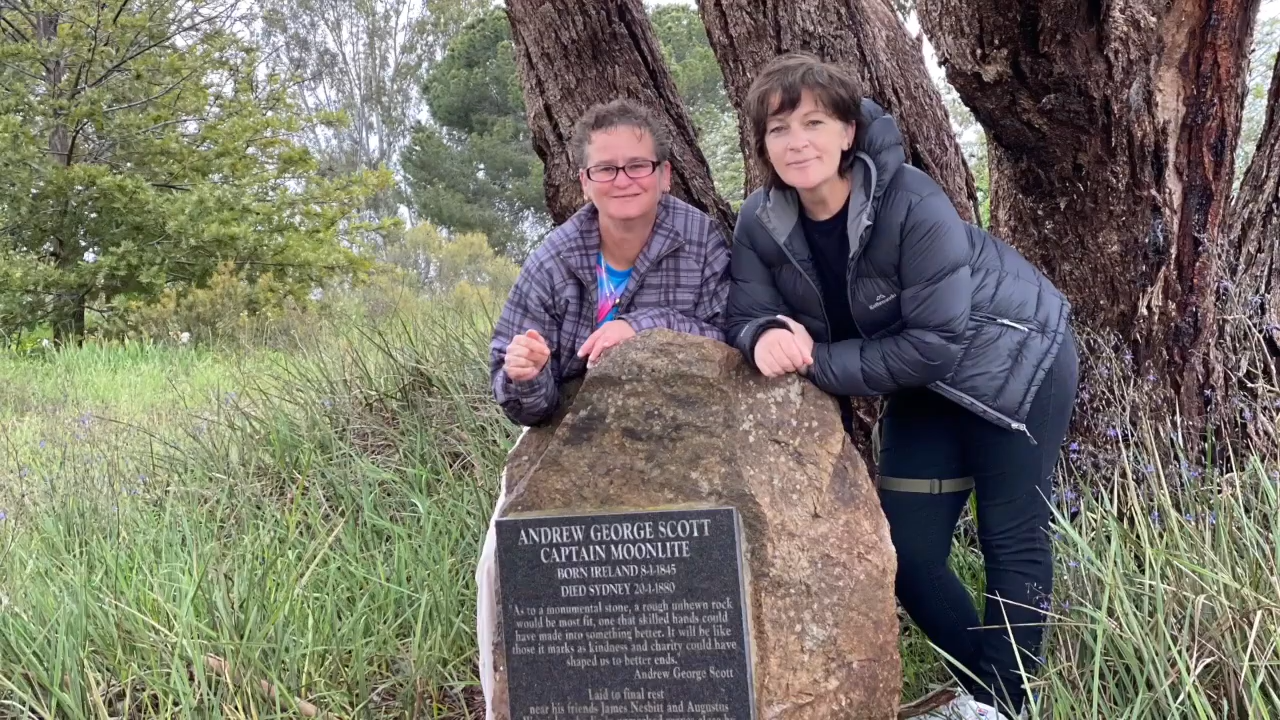 ANDREW GEORGE SCOTT
CAPTAIN MOONLITE
BORN IRELAND 8-1-1845
DIED SYDNEY 20-1-1880
'As to a monumental stone, a rough unhewn rock
would be most fit, one that skilled hands could
have made into something better. It will be like
those it marks as kindness and charity could have
shaped us to better ends.'
Andrew George Scott
Laid to final rest
near his friends James Nesbitt and Augustus